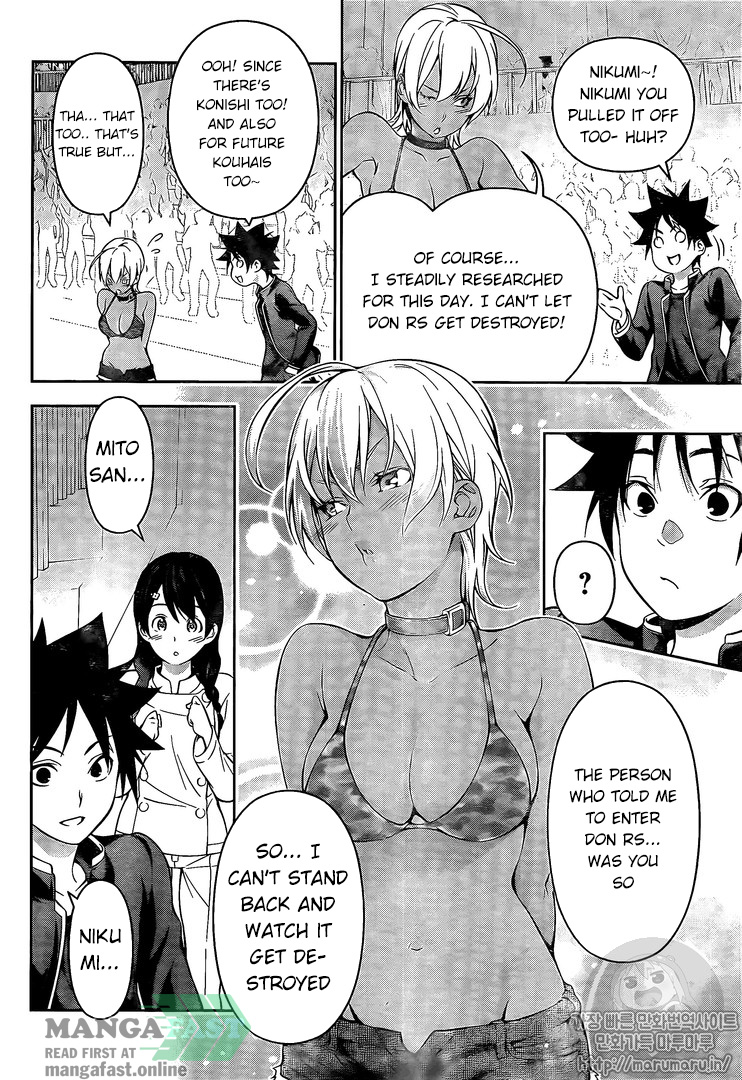 NIKUMI~!
NIKUMI YOU
PULLED IT OFF
TOO- HUH?
OF COURSE...
I STEADILY RESEARCHED
FOR THIS DAY. I CAN'T LET
DON RS GET DESTROYED!
OOH! SINCE
THERE'S
KONISHI TOO!
AND ALSO
FOR FUTURE
KOUHAIS
TOO~
THA... THAT
TOO.. THAT'S
TRUE BUT...
?
THE PERSON
WHO TOLD ME
TO ENTER
DON RS...
WAS YOU
SO
SO... I
CAN'T STAND
BACK AND
WATCH IT
GET DE-
STROYED
MITO
SAN...
NIKU
MI...
MANGAFAST
READ FIRST AT
mangafast.online
가장 빠른 만화번역사이트
만화가득 마루마루
http://marumaru.in/